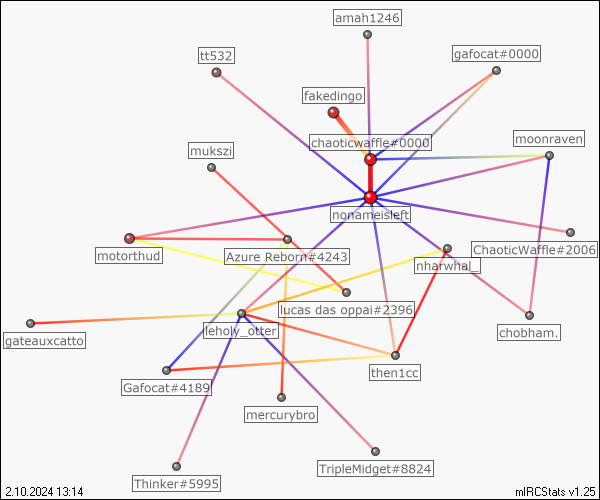 amah1246
tt532
gafocat#0000
fakedingo
chaoticwaffle#0000
moonraven
mukszi
nonameisleft
motorthud
Azure Reborn#4243
ChaoticWaffle#2006
nharwhal_
lucas das oppai#2396
leholy_otter
chobham.
gateauxcatto
then1cc
Gafocat#4189
mercurybro
TripleMidget#8824
Thinker#5995
2.10.2024 13:14
mIRCStats v1.25